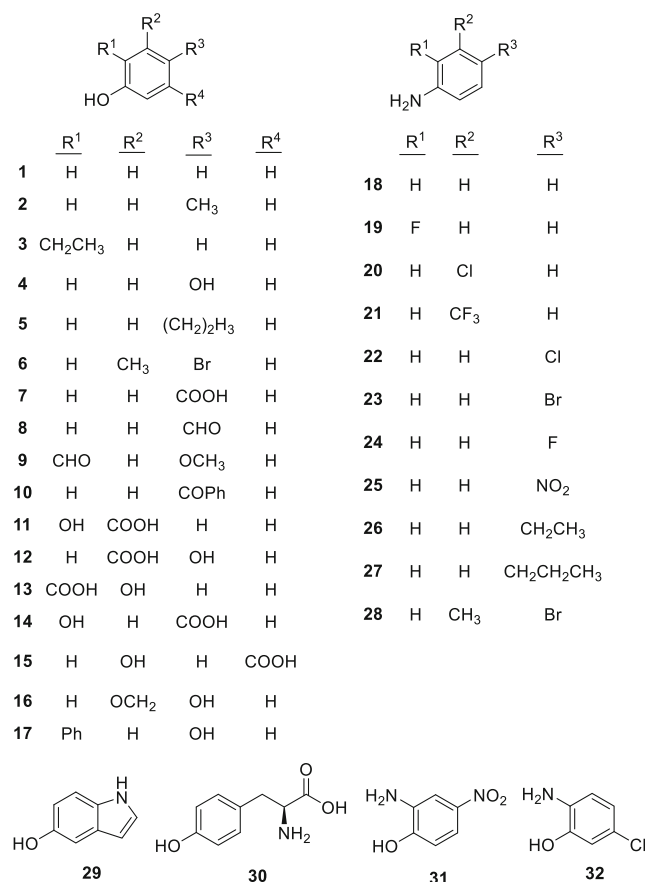 R¹ R² R³ R⁴ HO
R¹ R² R³ H₂N
R¹ R² R³ R⁴
1 H H H H
2 H H CH₃ H
3 CH₂CH₃ H H H
4 H H OH H
5 H H (CH₂)₂H₃ H
6 H CH₃ Br H
7 H H COOH H
8 H H CHO H
9 CHO H OCH₃ H
10 H H COPh H
11 OH COOH H H
12 H COOH OH H
13 COOH OH H H
14 OH H COOH H
15 H OH H COOH
16 H OCH₂ OH H
17 Ph H OH H
R¹ R² R³
18 H H H
19 F H H
20 H Cl H
21 H CF₃ H
22 H H Cl
23 H H Br
24 H H F
25 H H NO₂
26 H H CH₂CH₃
27 H H CH₂CH₂CH₃
28 H CH₃ Br
HO H N
29
HO O OH NH₂
30
H₂N NO₂ HO
31
H₂N HO Cl
32